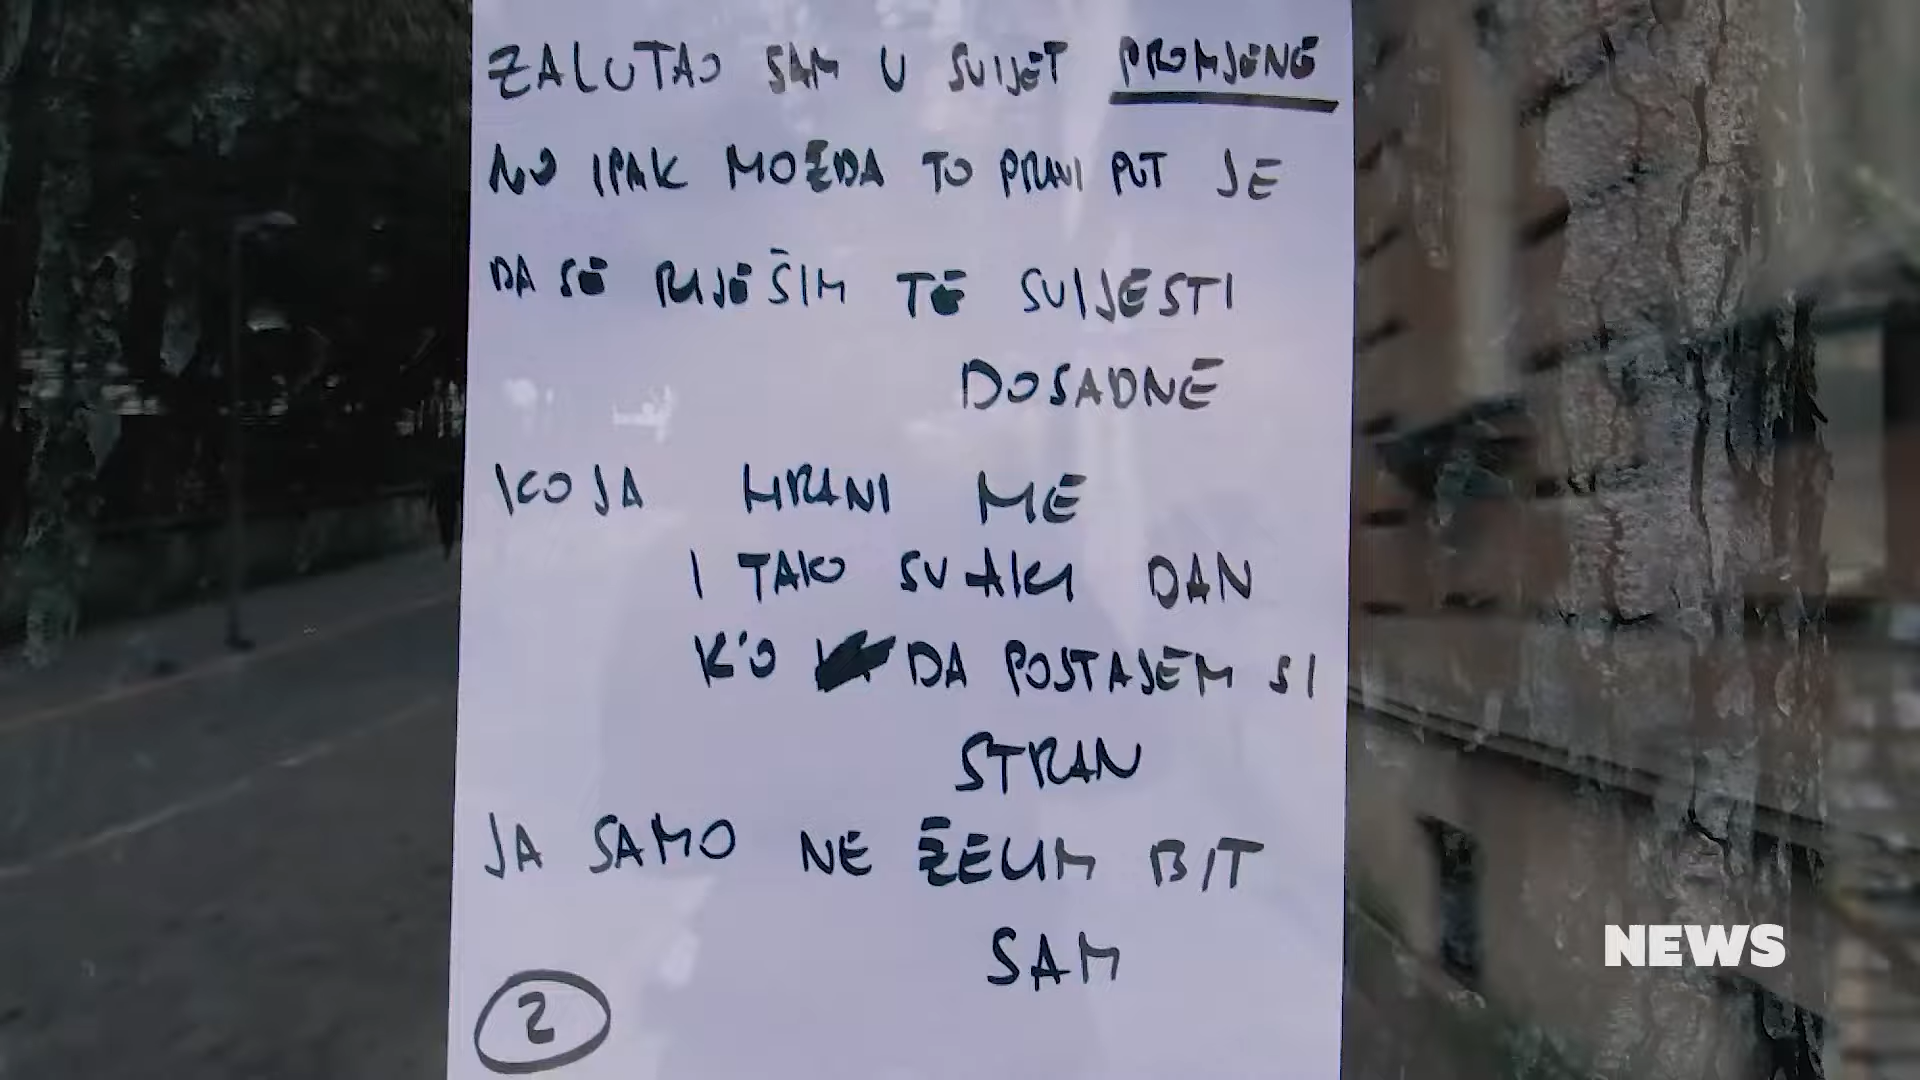 ZALUTAO SAM U SVIJET PROMJENE
NO IPAK MOŽDA TO PRVI PUT JE
DA SE RIJEŠIM TE SVIJESTI
DOSADNE
KOJA HRANI ME
I TAKO SVAKI DAN
K'O DA POSTAJEM SI
STRAN
JA SAMO NE ŽELIM BIT
SAM
2
NEWS